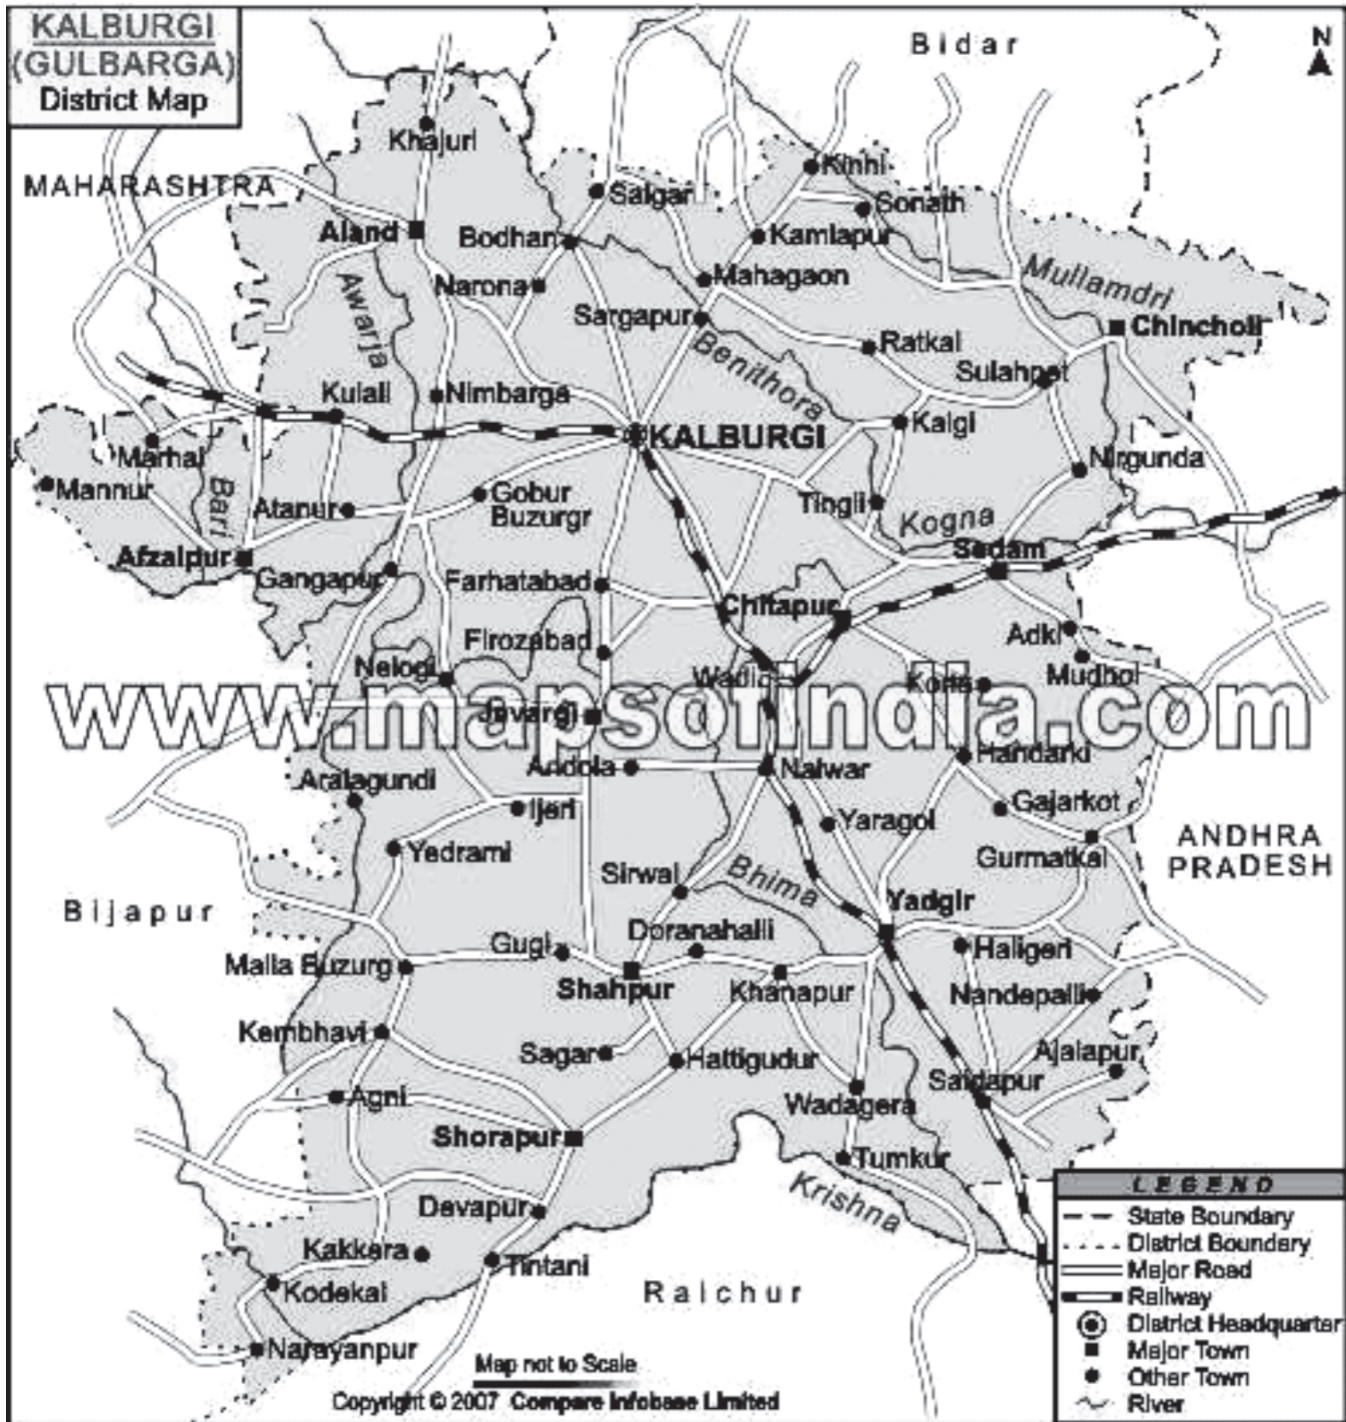 KALBURGI
(GULBARGA)
District Map
Bidar
N
Khajuri
Kinhi
MAHARASHTRA
Salgar
Sonath
Aland
Bodhan
Kamlapur
Mullamdri
Narona
Mahagaon
Awarja
Sargapur
Chincholi
Benithora
Ratkal
Sulahpet
Kulali
Nimbarga
Kalgi
KALBURGI
Marhal
Nirgunda
Mannur
Bari
Atanur
Gobur
Buzurgr
Tingli
Kogna
Sedam
Afzalpur
Gangapur
Farhatabad
Chitapur
Firozabad
Adki
Nelogi
Wadi
Kona
Mudhol
www.mapsofindia.com
Jevargi
Handarki
Andola
Nalwar
Aralagundi
Ijeri
Gajarkot
Yaragol
ANDHRA
PRADESH
Yedrami
Gurmatkal
Sirwal
Bhima
Yadgir
Bijapur
Gugi
Doranahalli
Haligeri
Malla Buzurg
Shahpur
Khanapur
Nandepalli
Kembhavi
Sagar
Hattigudur
Ajalapur
Saidapur
Agni
Wadagera
Shorapur
Tumkur
Krishna
Devapur
Kakkera
Tintani
Kodekal
Raichur
Narayanpur
LEGEND
State Boundary
District Boundary
Major Road
Railway
District Headquarter
Major Town
Other Town
River
Map not to Scale
Copyright © 2007 Compare Infobase Limited